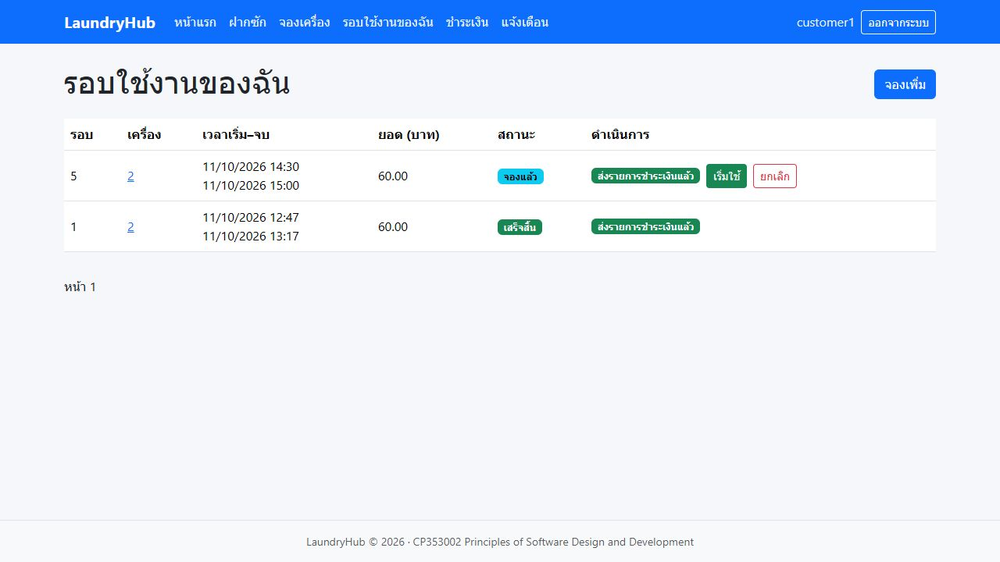 LaundryHub หน้าแรก ฝากซัก จองเครื่อง รอบใช้งานของฉัน ชำระเงิน แจ้งเตือน customer1 ออกจากระบบ
รอบใช้งานของฉัน จองเพิ่ม
รอบ เครื่อง เวลาเริ่ม–จบ ยอด (บาท) สถานะ ดำเนินการ
5 2 11/10/2026 14:30 60.00 จองแล้ว ส่งรายการชำระเงินแล้ว เริ่มใช้ ยกเลิก
11/10/2026 15:00
1 2 11/10/2026 12:47 60.00 เสร็จสิ้น ส่งรายการชำระเงินแล้ว
11/10/2026 13:17
หน้า 1
LaundryHub © 2026 · CP353002 Principles of Software Design and Development